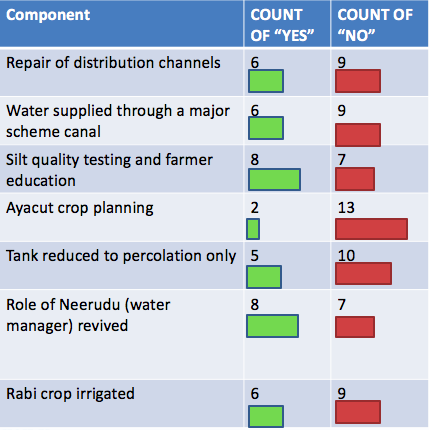 Component COUNT OF "YES" COUNT OF "NO"
Repair of distribution channels 6 9
Water supplied through a major scheme canal 6 9
Silt quality testing and farmer education 8 7
Ayacut crop planning 2 13
Tank reduced to percolation only 5 10
Role of Neerudu (water manager) revived 8 7
Rabi crop irrigated 6 9